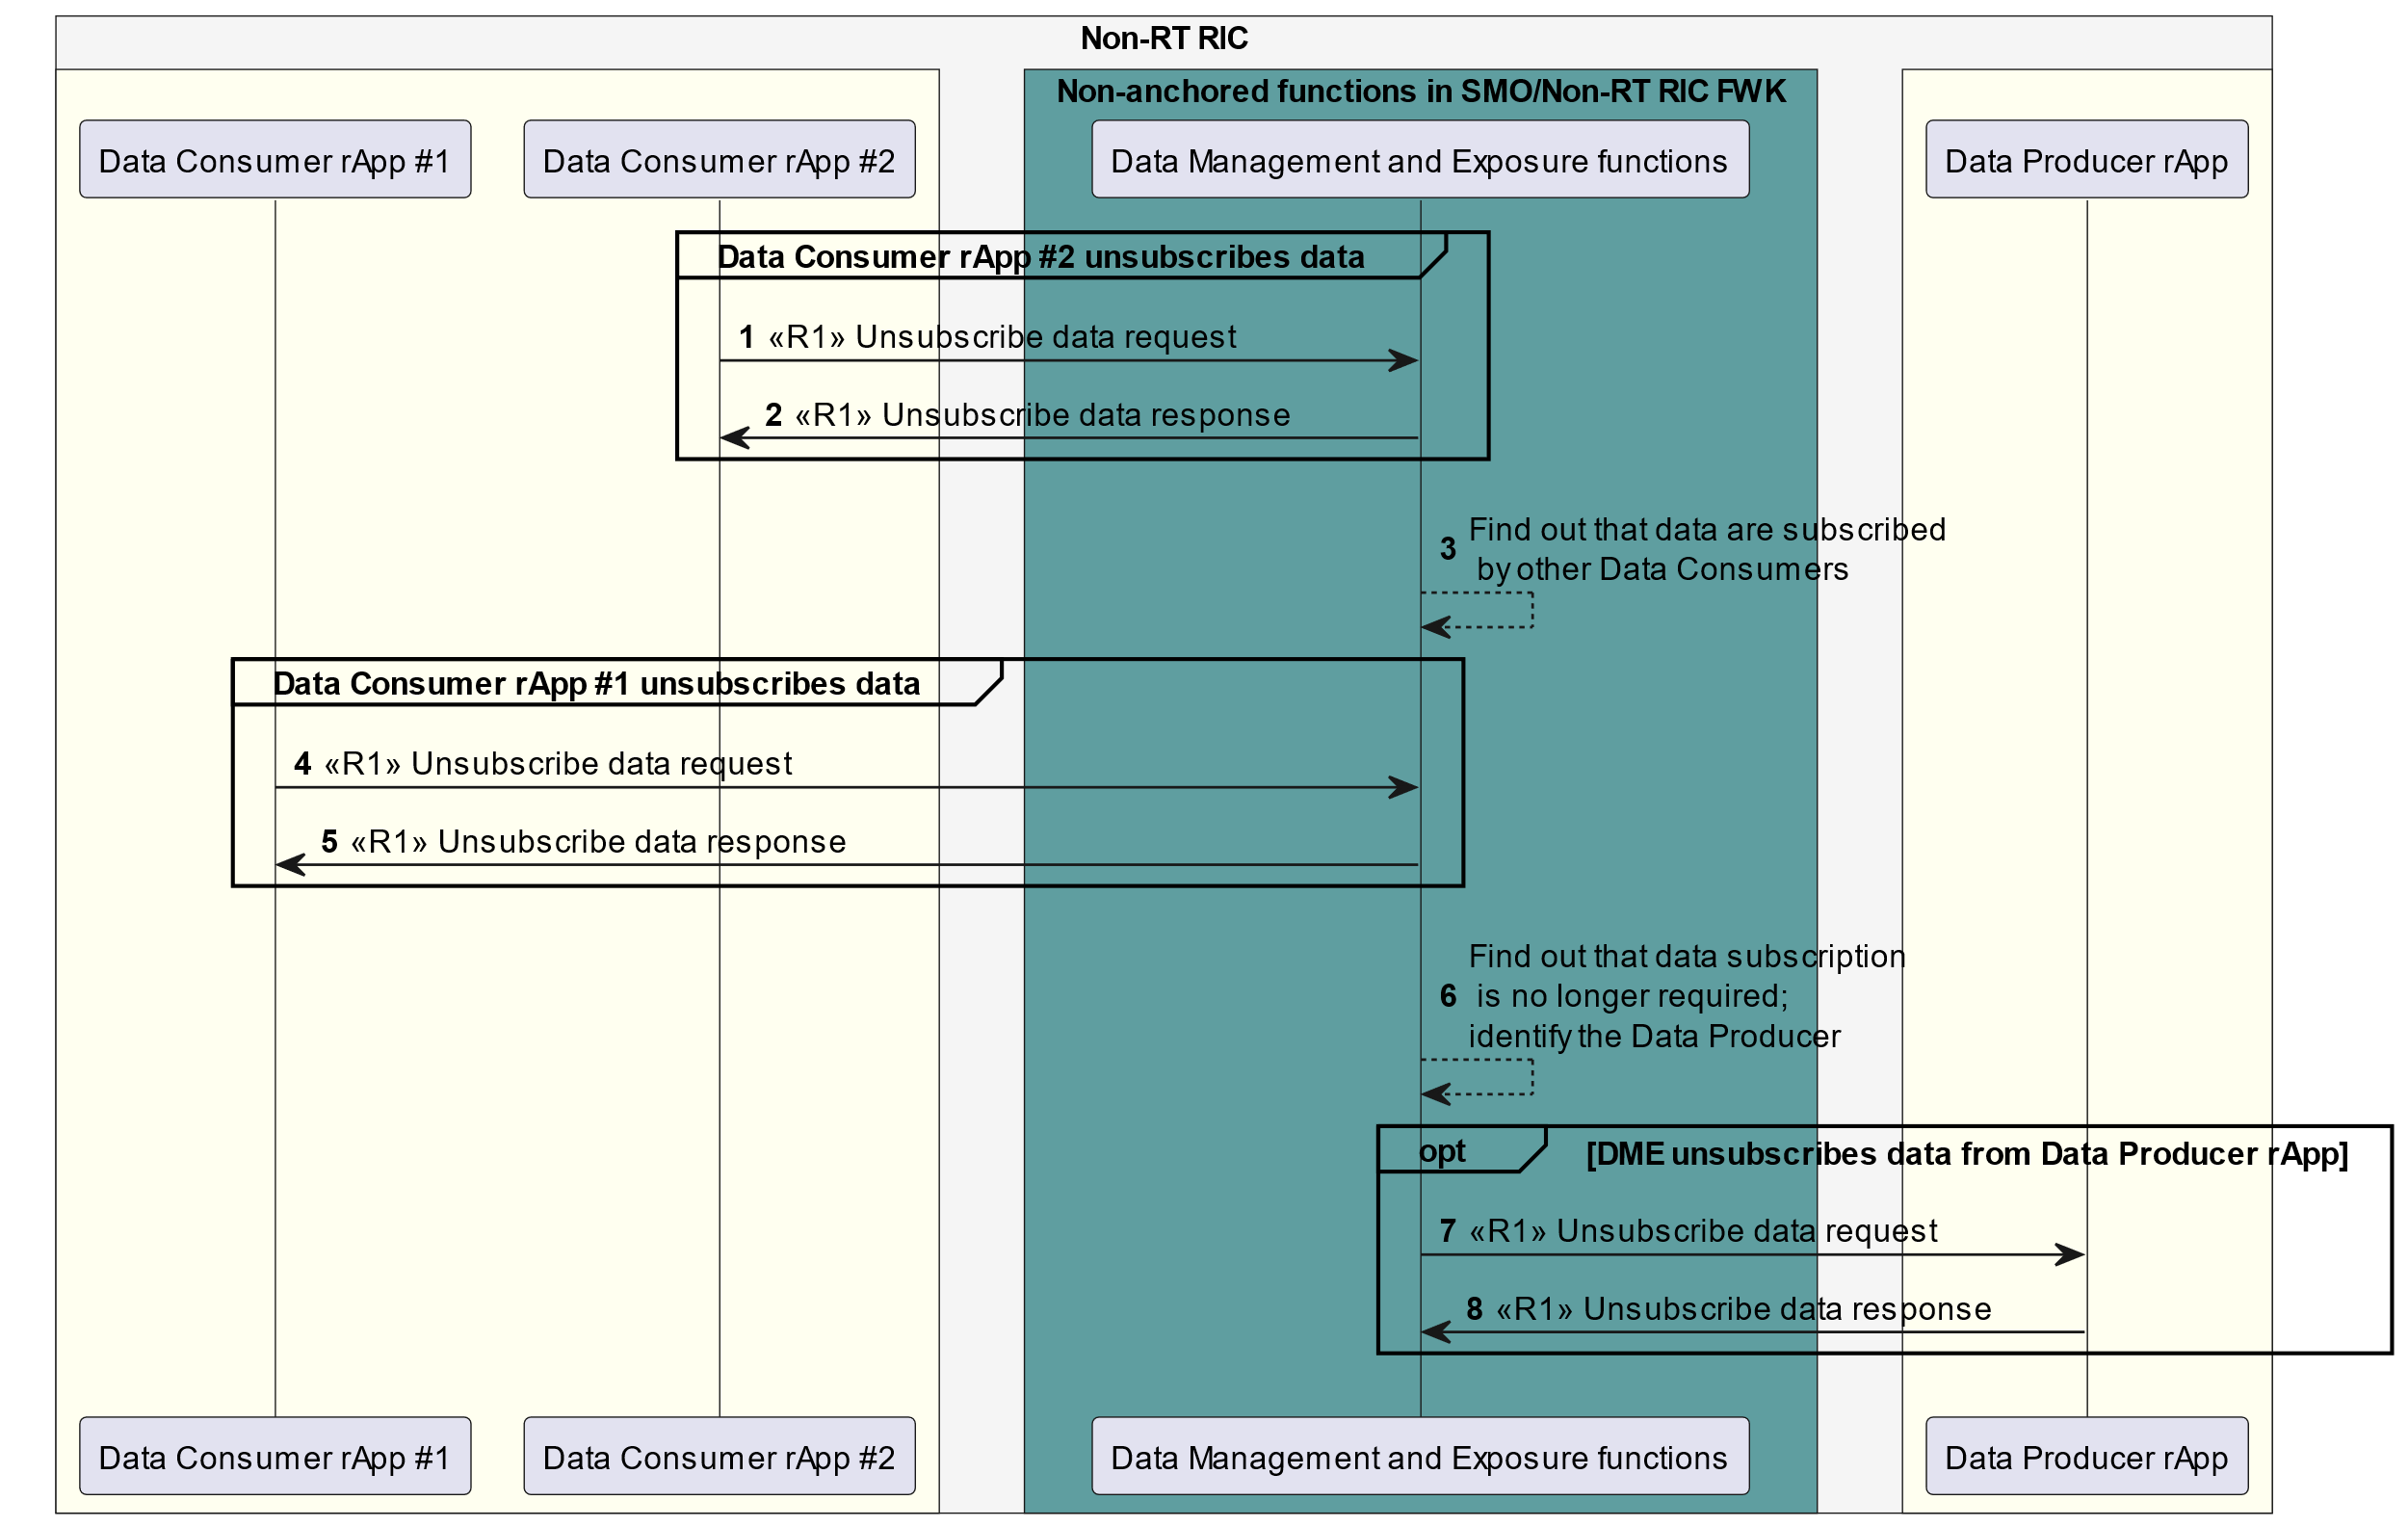 Non-RT RIC
Non-anchored functions in SMO/Non-RT RIC FWK
Data Consumer rApp #1
Data Consumer rApp #2
Data Management and Exposure functions
Data Producer rApp
Data Consumer rApp #2 unsubscribes data
1 «R1» Unsubscribe data request
2 «R1» Unsubscribe data response
3 Find out that data are subscribed
by other Data Consumers
Data Consumer rApp #1 unsubscribes data
4 «R1» Unsubscribe data request
5 «R1» Unsubscribe data response
Find out that data subscription
6 is no longer required;
identify the Data Producer
opt [DME unsubscribes data from Data Producer rApp]
7 «R1» Unsubscribe data request
8 «R1» Unsubscribe data response
Data Consumer rApp #1
Data Consumer rApp #2
Data Management and Exposure functions
Data Producer rApp